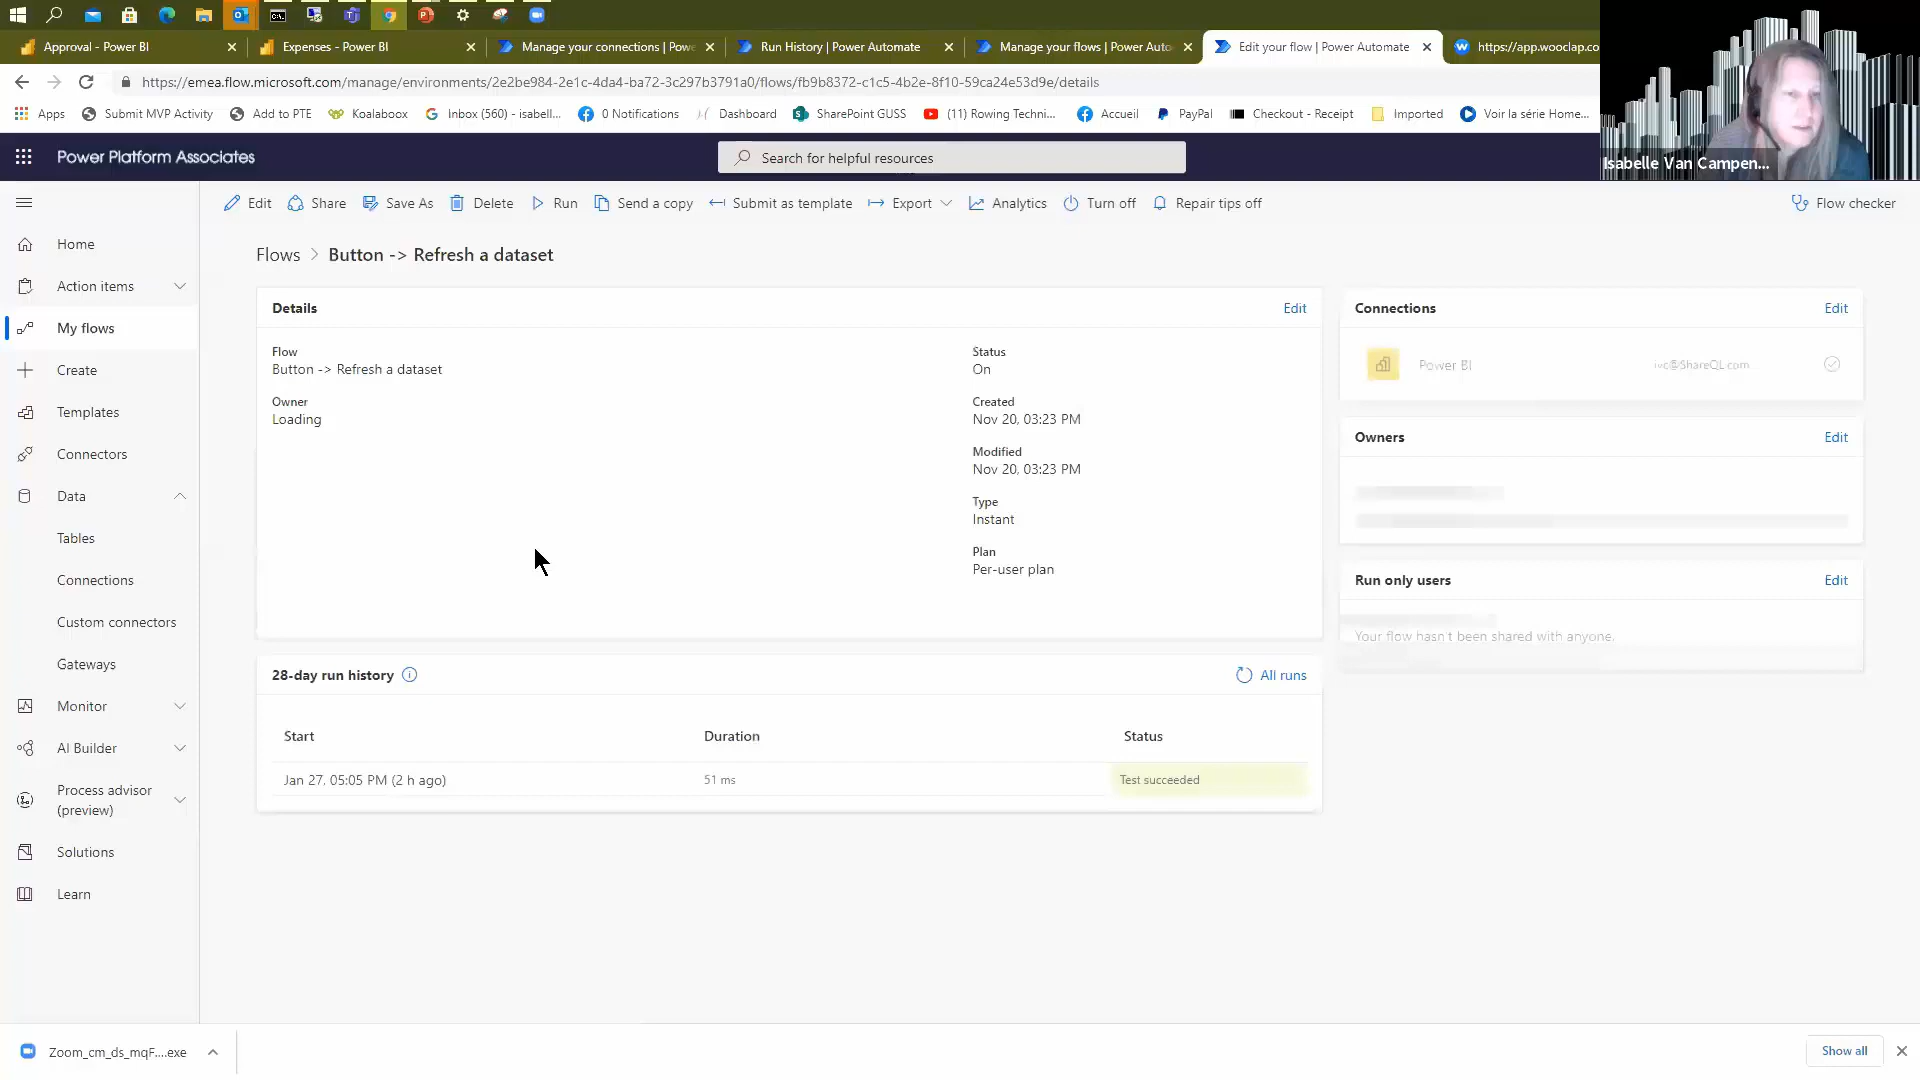 Approval - Power BI
Expenses - Power BI
Manage your connections | Powe
Run History | Power Automate
Manage your flows | Power Auto
Edit your flow | Power Automate
https://app.wooclap.co
https://emea.flow.microsoft.com/manage/environments/2e2be984-2e1c-4da4-ba72-3c297b3791a0/flows/fb9b8372-c1c5-4b2e-8f10-59ca24e53d9e/details
Apps
Submit MVP Activity
Add to PTE
Koalaboox
Inbox (560) - isabell...
0 Notifications
Dashboard
SharePoint GUSS
(11) Rowing Techni...
Accueil
PayPal
Checkout - Receipt
Imported
Voir la série Home...
Isabelle Van Campen...
Power Platform Associates
Search for helpful resources
Edit
Share
Save As
Delete
Run
Send a copy
Submit as template
Export
Analytics
Turn off
Repair tips off
Flow checker
Home
Action items
My flows
Create
Templates
Connectors
Data
Tables
Connections
Custom connectors
Gateways
Monitor
AI Builder
Process advisor
(preview)
Solutions
Learn
Flows > Button -> Refresh a dataset
Details
Edit
Flow
Button -> Refresh a dataset
Owner
Loading
Status
On
Created
Nov 20, 03:23 PM
Modified
Nov 20, 03:23 PM
Type
Instant
Plan
Per-user plan
Connections
Edit
Power BI
ivc@ShareQL.com
Owners
Edit
Run only users
Edit
Your flow hasn't been shared with anyone.
28-day run history
All runs
Start
Duration
Status
Jan 27, 05:05 PM (2 h ago)
51 ms
Test succeeded
Zoom_cm_ds_mqF....exe
Show all